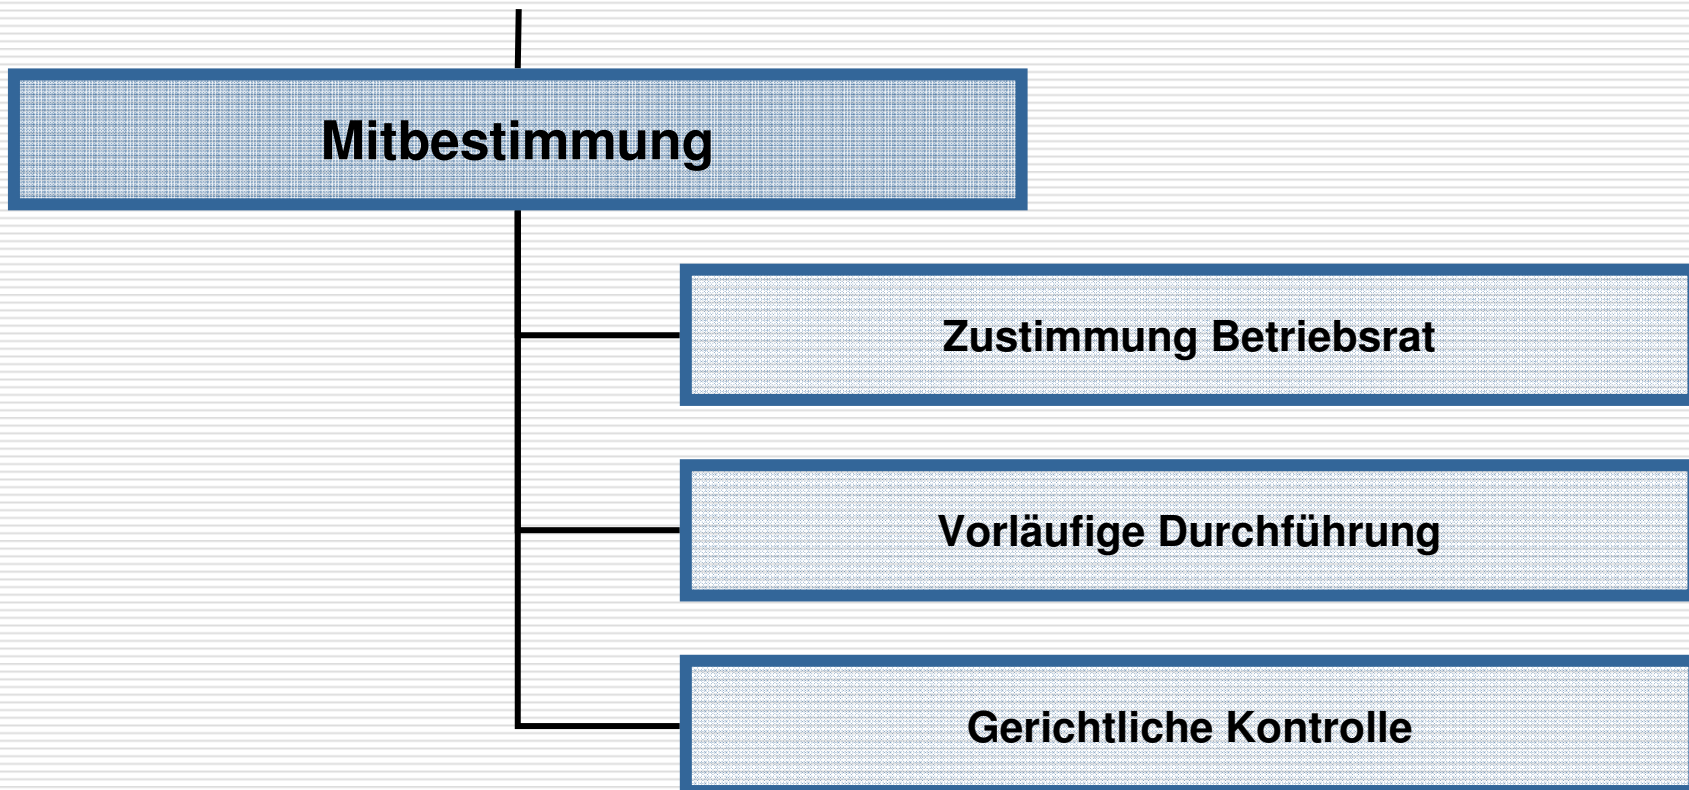 Mitbestimmung
Zustimmung Betriebsrat
Vorläufige Durchführung
Gerichtliche Kontrolle